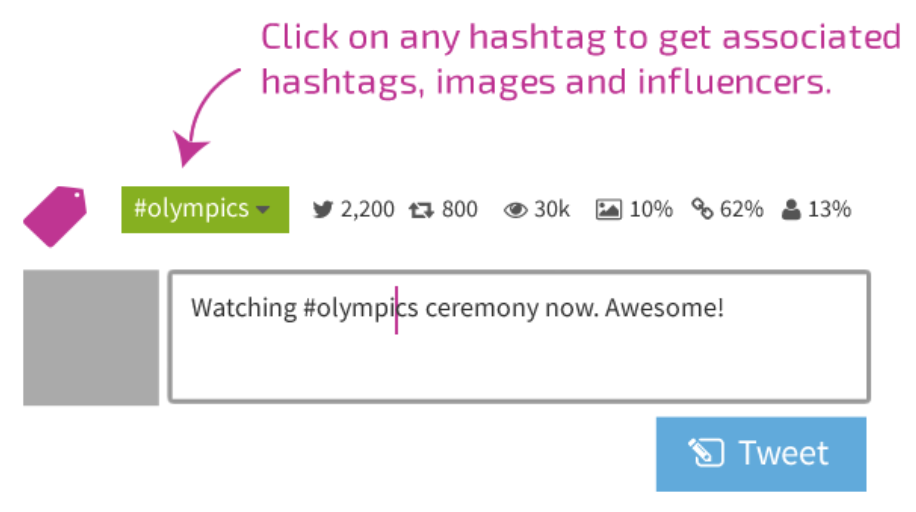 Click on any hashtag to get associated
hashtags, images and influencers.
#olympics 2,200 800 30k 10% 62% 13%
Watching #olympics ceremony now. Awesome!
Tweet